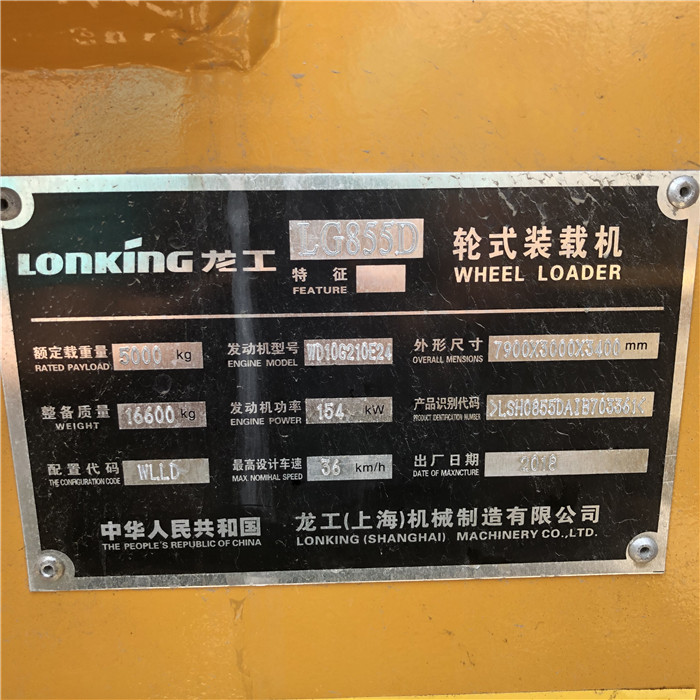 LONKING 龙工 LG855D 轮式装载机
特 征
FEATURE
WHEEL LOADER
额定载重量 5000 kg 发动机型号 WD10G210E24 外形尺寸 7900X3000X3400 mm
RATED PAYLOAD ENGINE MODEL OVERALL MENSIONS
整备质量 16600 kg 发动机功率 154 kW 产品识别代码
WEIGHT ENGINE POWER PRODUCT IDENTIFICATION NUMBER
配置代码 WLLD 最高设计车速 36 km/h 出厂日期
THE CONFIGURATION CODE MAX NOMIHAL SPEED DATE OF MAXNCTURE
中华人民共和国 龙工(上海)机械制造有限公司
THE PEOPLE'S REPUBLIC OF CHINA LONKING (SHANGHAI) MACHINERY CO.,LTD.